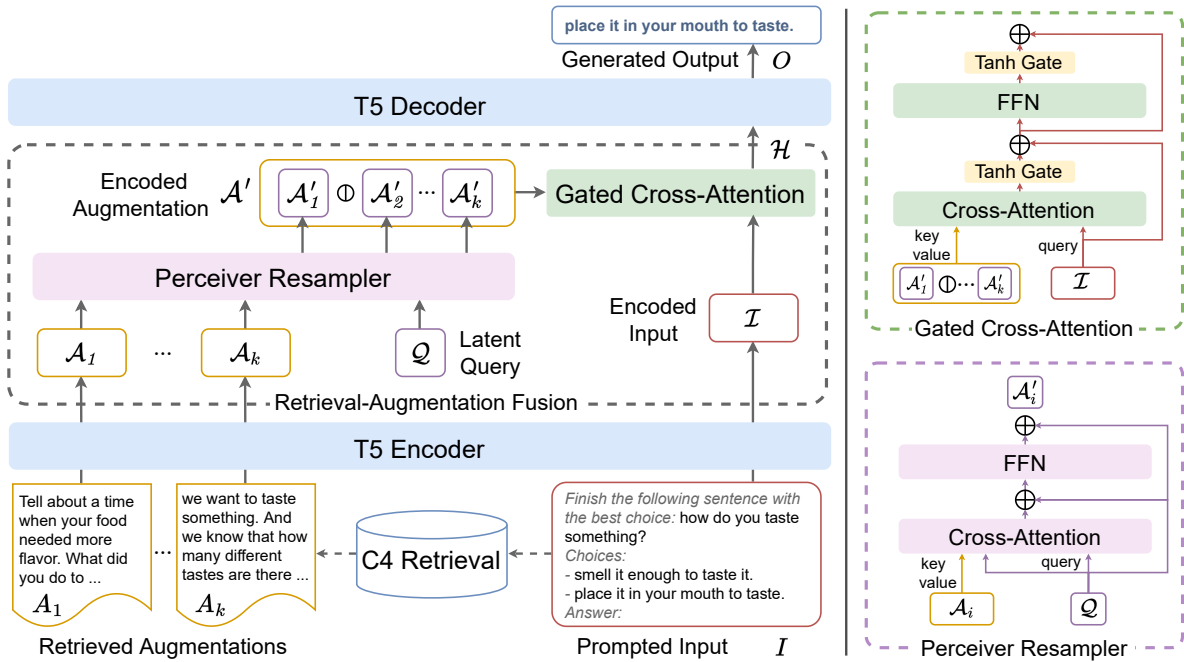 place it in your mouth to taste.
Generated Output O
T5 Decoder
H
Encoded
Augmentation
A′
A′1 ⦶ A′2 ... A′k
Gated Cross-Attention
Perceiver Resampler
A1 ... Ak
Q
Latent
Query
Encoded
Input
I
Retrieval-Augmentation Fusion
T5 Encoder
Tell about a time
when your food
needed more
flavor. What did
you do to ...
A1
...
we want to taste
something. And
we know that how
many different
tastes are there ...
Ak
C4 Retrieval
Finish the following sentence with
the best choice: how do you taste
something?
Choices:
- smell it enough to taste it.
- place it in your mouth to taste.
Answer:
Retrieved Augmentations
Prompted Input I
⊕
Tanh Gate
FFN
⊕
Tanh Gate
Cross-Attention
key
value
query
A′1 ⦶ ... A′k
I
Gated Cross-Attention
A′i
⊕
FFN
⊕
Cross-Attention
key
value
query
Ai
Q
Perceiver Resampler